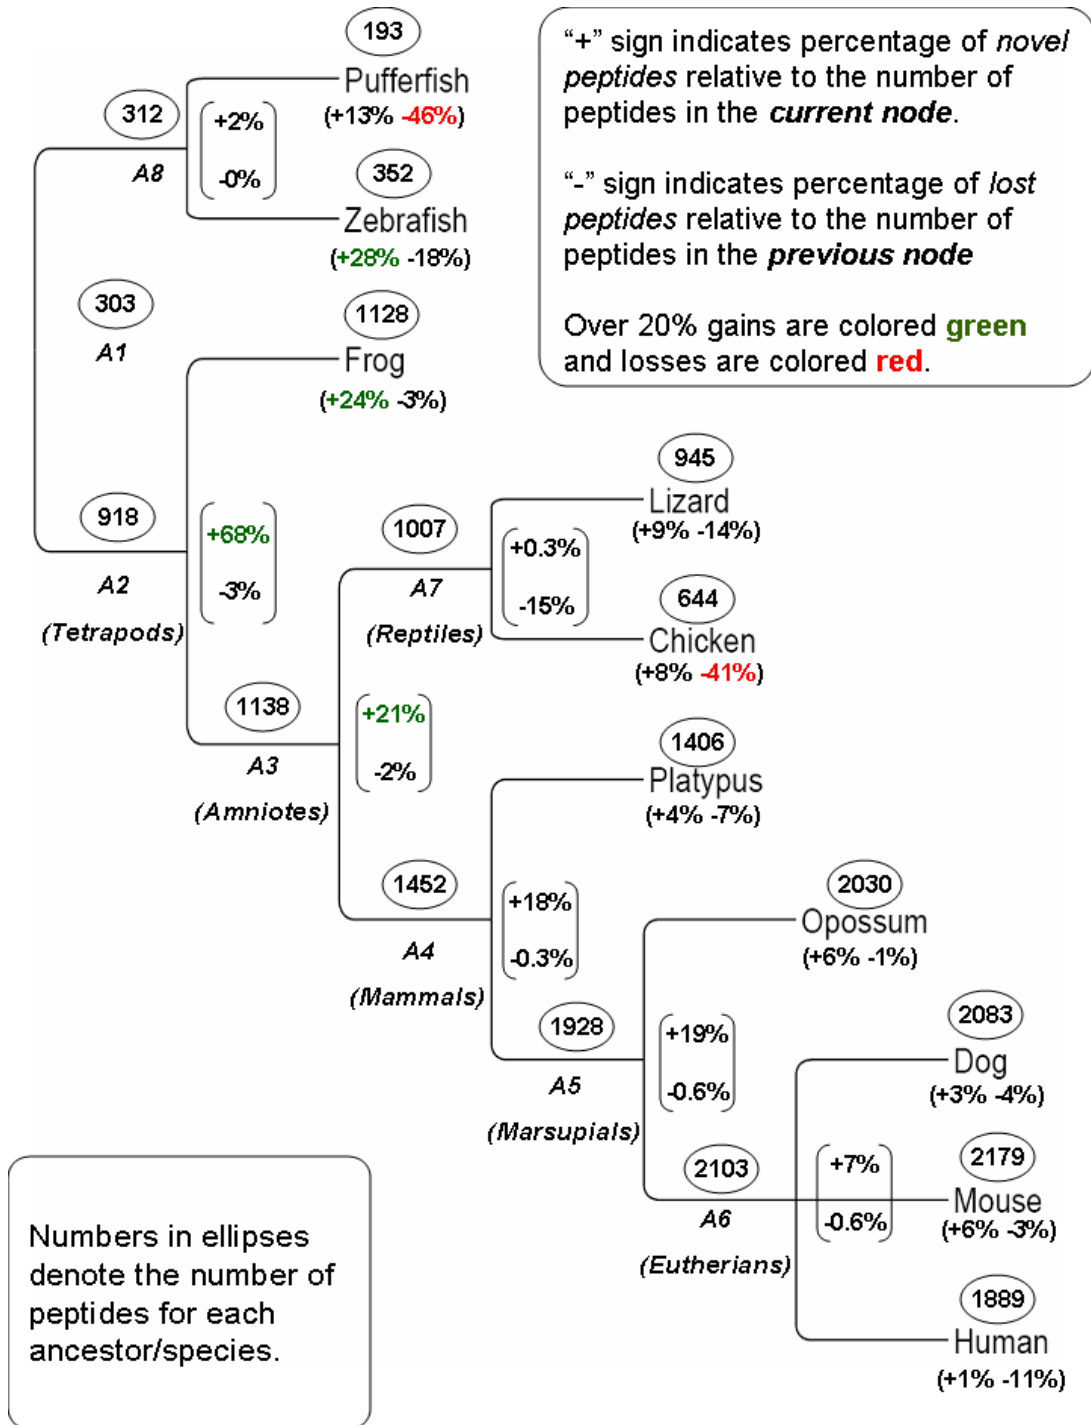 193
Pufferfish
(+13% -46%)
312
+2%
-0%
A8
352
Zebrafish
(+28% -18%)
303
A1
1128
Frog
(+24% -3%)
918
+68%
-3%
A2
(Tetrapods)
945
Lizard
(+9% -14%)
1007
+0.3%
-15%
A7
(Reptiles)
644
Chicken
(+8% -41%)
1138
+21%
-2%
A3
(Amniotes)
1406
Platypus
(+4% -7%)
1452
+18%
-0.3%
A4
(Mammals)
2030
Opossum
(+6% -1%)
1928
+19%
-0.6%
A5
(Marsupials)
2083
Dog
(+3% -4%)
2103
+7%
-0.6%
A6
(Eutherians)
2179
Mouse
(+6% -3%)
1889
Human
(+1% -11%)
“+” sign indicates percentage of novel
peptides relative to the number of
peptides in the current node.
“-” sign indicates percentage of lost
peptides relative to the number of
peptides in the previous node
Over 20% gains are colored green
and losses are colored red.
Numbers in ellipses
denote the number of
peptides for each
ancestor/species.